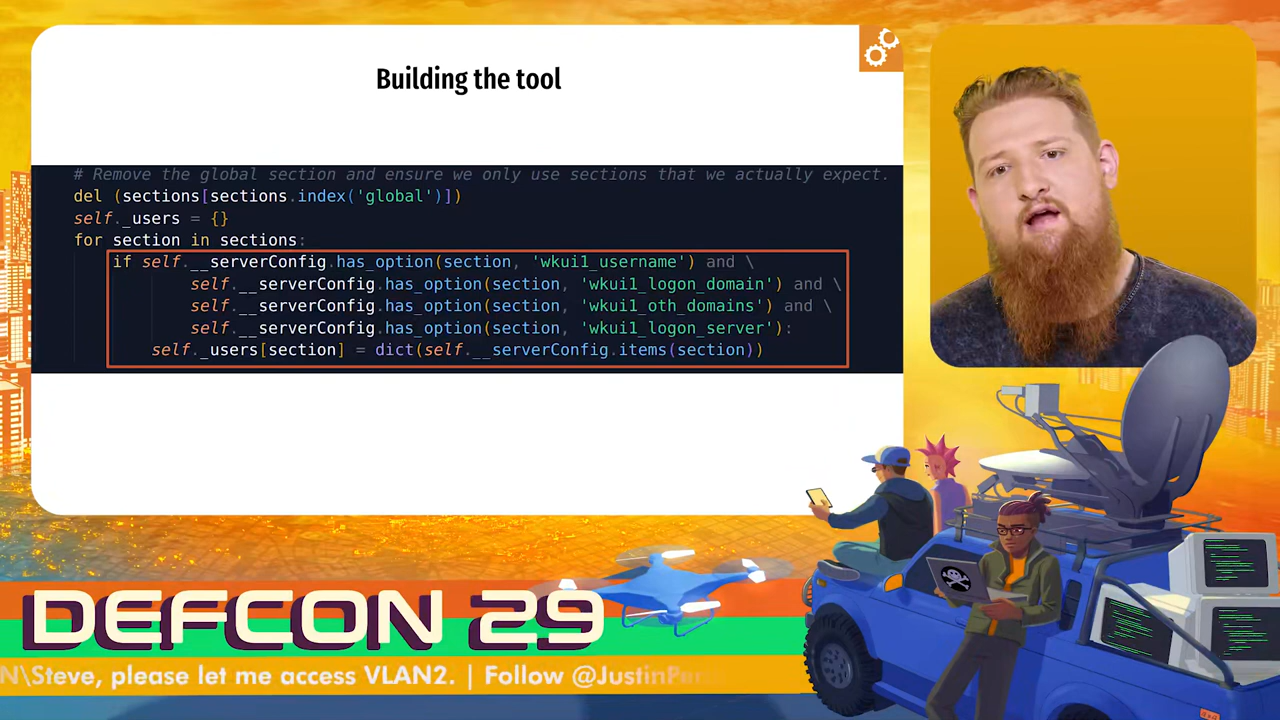 Building the tool
# Remove the global section and ensure we only use sections that we actually expect.
del (sections[sections.index('global')])
self._users = {}
for section in sections:
if self.__serverConfig.has_option(section, 'wkui1_username') and \
self.__serverConfig.has_option(section, 'wkui1_logon_domain') and \
self.__serverConfig.has_option(section, 'wkui1_oth_domains') and \
self.__serverConfig.has_option(section, 'wkui1_logon_server'):
self._users[section] = dict(self.__serverConfig.items(section))
DEFCON 29
N\Steve, please let me access VLAN2. | Follow